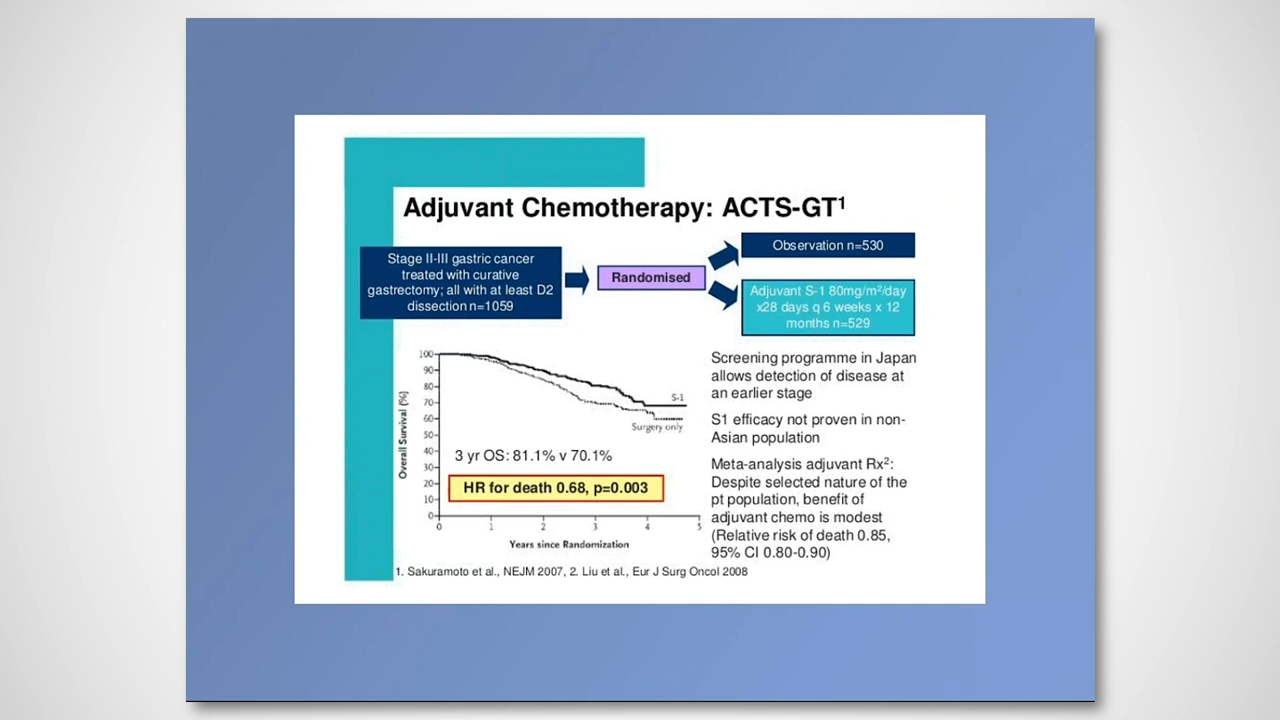 Adjuvant Chemotherapy: ACTS-GT¹
Stage II-III gastric cancer
treated with curative
gastrectomy; all with at least D2
dissection n=1059
Randomised
Observation n=530
Adjuvant S-1 80mg/m²/day
x28 days q 6 weeks x 12
months n=529
Overall Survival (%)
100
90
80
70
60
50
40
30
20
10
0
S-1
Surgery only
3 yr OS: 81.1% v 70.1%
HR for death 0.68, p=0.003
0 1 2 3 4 5
Years since Randomization
Screening programme in Japan
allows detection of disease at
an earlier stage
S1 efficacy not proven in non-
Asian population
Meta-analysis adjuvant Rx²:
Despite selected nature of the
pt population, benefit of
adjuvant chemo is modest
(Relative risk of death 0.85,
95% CI 0.80-0.90)
1. Sakuramoto et al., NEJM 2007, 2. Liu et al., Eur J Surg Oncol 2008